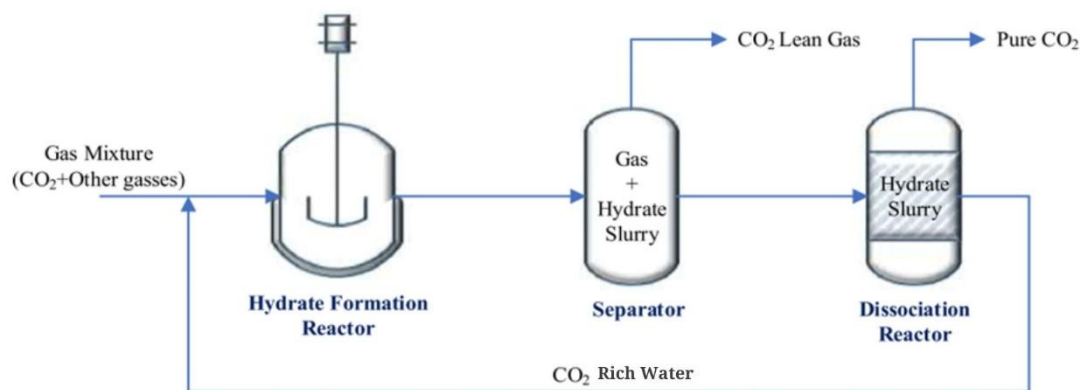 CO₂ Lean Gas
Pure CO₂
Gas Mixture
(CO₂+Other gasses)
Gas
+
Hydrate
Slurry
Hydrate
Slurry
Hydrate Formation
Reactor
Separator
Dissociation
Reactor
CO₂ Rich Water